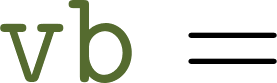 vb =